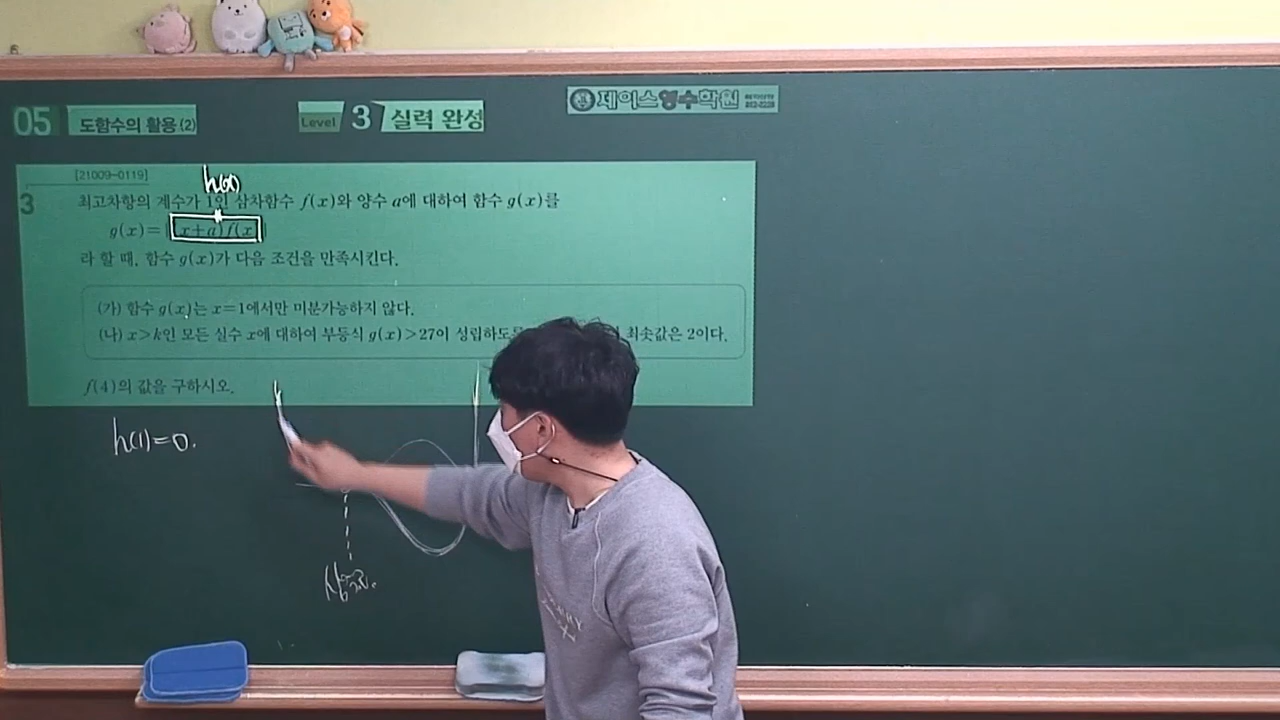 제이스영수학원
05 도함수의 활용(2) Level 3 실력 완성
[21009-0119]
h(x)
3 최고차항의 계수가 1인 삼차함수 f(x)와 양수 a에 대하여 함수 g(x)를
g(x)=|(x+a)f(x)|
라 할 때, 함수 g(x)가 다음 조건을 만족시킨다.
(가) 함수 g(x)는 x=1에서만 미분가능하지 않다.
(나) x>k인 모든 실수 x에 대하여 부등식 g(x)>27이 성립하도 최솟값은 2이다.
f(4)의 값을 구하시오.
h(1)=0.